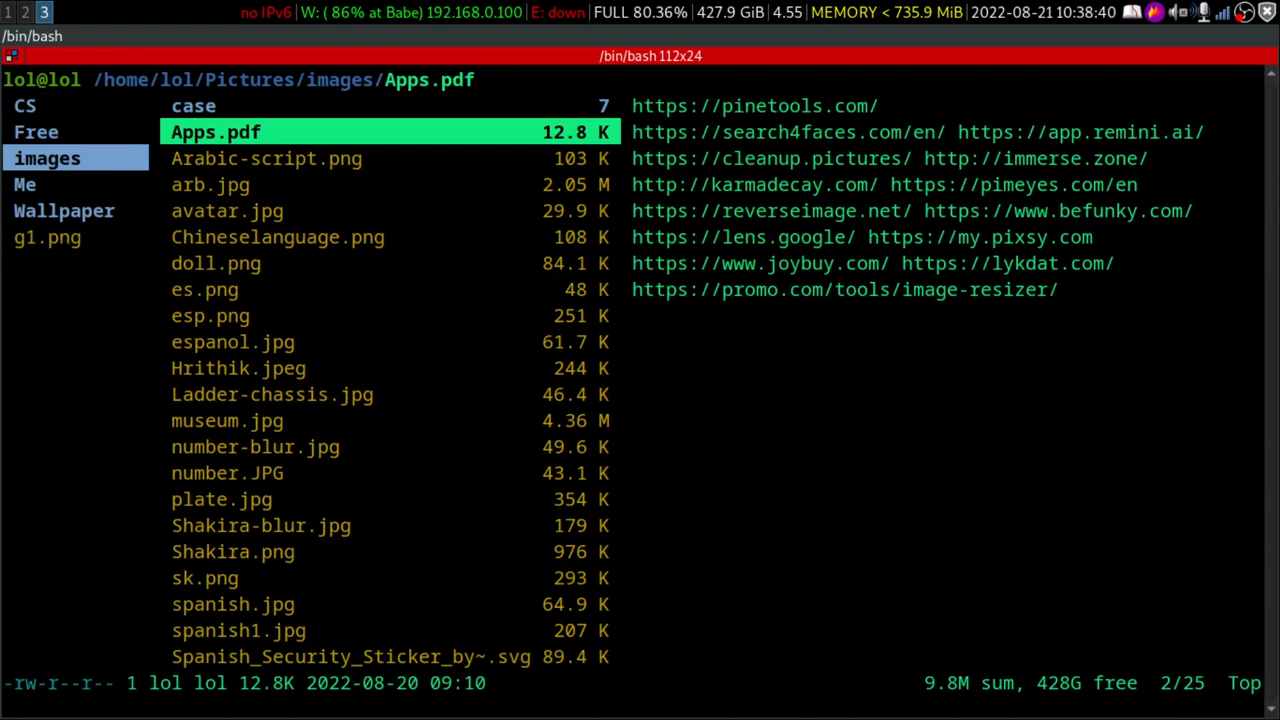 1 2 3 no IPv6 W: ( 86% at Babe) 192.168.0.100 E: down FULL 80.36% 427.9 GiB 4.55 MEMORY < 735.9 MiB 2022-08-21 10:38:40
/bin/bash
/bin/bash 112x24
lol@lol /home/lol/Pictures/images/Apps.pdf
CS case 7 https://pinetools.com/
Free Apps.pdf 12.8 K https://search4faces.com/en/ https://app.remini.ai/
images Arabic-script.png 103 K https://cleanup.pictures/ http://immerse.zone/
Me arb.jpg 2.05 M http://karmadecay.com/ https://pimeyes.com/en
Wallpaper avatar.jpg 29.9 K https://reverseimage.net/ https://www.befunky.com/
g1.png Chineselanguage.png 108 K https://lens.google/ https://my.pixsy.com
doll.png 84.1 K https://www.joybuy.com/ https://lykdat.com/
es.png 48 K https://promo.com/tools/image-resizer/
esp.png 251 K
espanol.jpg 61.7 K
Hrithik.jpeg 244 K
Ladder-chassis.jpg 46.4 K
museum.jpg 4.36 M
number-blur.jpg 49.6 K
number.JPG 43.1 K
plate.jpg 354 K
Shakira-blur.jpg 179 K
Shakira.png 976 K
sk.png 293 K
spanish.jpg 64.9 K
spanish1.jpg 207 K
Spanish_Security_Sticker_by~.svg 89.4 K
-rw-r--r-- 1 lol lol 12.8K 2022-08-20 09:10 9.8M sum, 428G free 2/25 Top